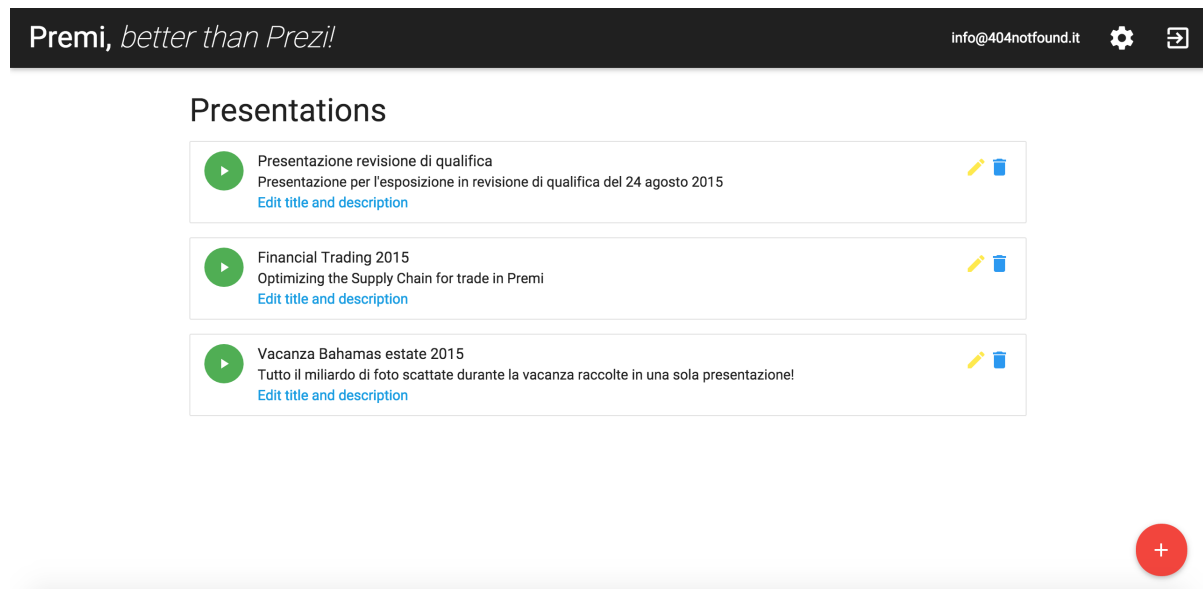 Premi, better than Prezi!
info@404notfound.it
Presentations
Presentazione revisione di qualifica
Presentazione per l'esposizione in revisione di qualifica del 24 agosto 2015
Edit title and description
Financial Trading 2015
Optimizing the Supply Chain for trade in Premi
Edit title and description
Vacanza Bahamas estate 2015
Tutto il miliardo di foto scattate durante la vacanza raccolte in una sola presentazione!
Edit title and description